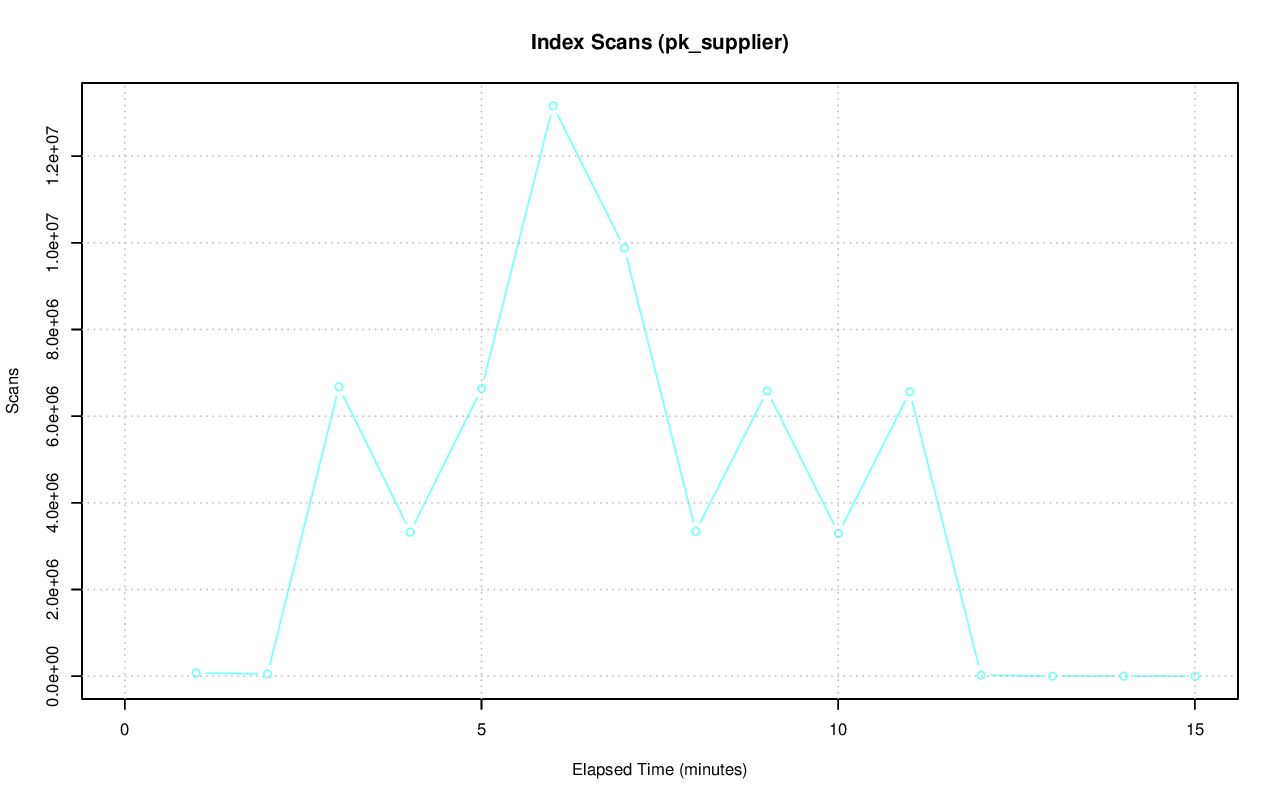 Index Scans (pk_supplier)
Scans
1.2e+07
1.0e+07
8.0e+06
6.0e+06
4.0e+06
2.0e+06
0.0e+00
0 5 10 15
Elapsed Time (minutes)